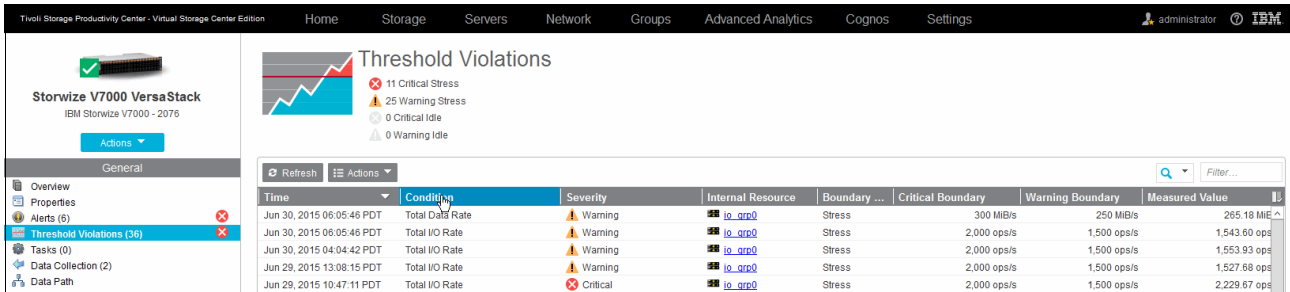 Tivoli Storage Productivity Center - Virtual Storage Center Edition Home Storage Servers Network Groups Advanced Analytics Cognos Settings administrator IBM
Storwize V7000 VersaStack
IBM Storwize V7000 - 2076
Actions
General
Overview
Properties
Alerts (6)
Threshold Violations (36)
Tasks (0)
Data Collection (2)
Data Path
Threshold Violations
11 Critical Stress
25 Warning Stress
0 Critical Idle
0 Warning Idle
Refresh Actions Filter...
Time Condition Severity Internal Resource Boundary ... Critical Boundary Warning Boundary Measured Value
Jun 30, 2015 06:05:46 PDT Total Data Rate Warning io_grp0 Stress 300 MiB/s 250 MiB/s 265.18 MiB
Jun 30, 2015 06:05:46 PDT Total I/O Rate Warning io_grp0 Stress 2,000 ops/s 1,500 ops/s 1,543.60 ops
Jun 30, 2015 04:04:42 PDT Total I/O Rate Warning io_grp0 Stress 2,000 ops/s 1,500 ops/s 1,553.93 ops
Jun 29, 2015 13:08:15 PDT Total I/O Rate Warning io_grp0 Stress 2,000 ops/s 1,500 ops/s 1,527.68 ops
Jun 29, 2015 10:47:11 PDT Total I/O Rate Critical io_grp0 Stress 2,000 ops/s 1,500 ops/s 2,229.67 ops